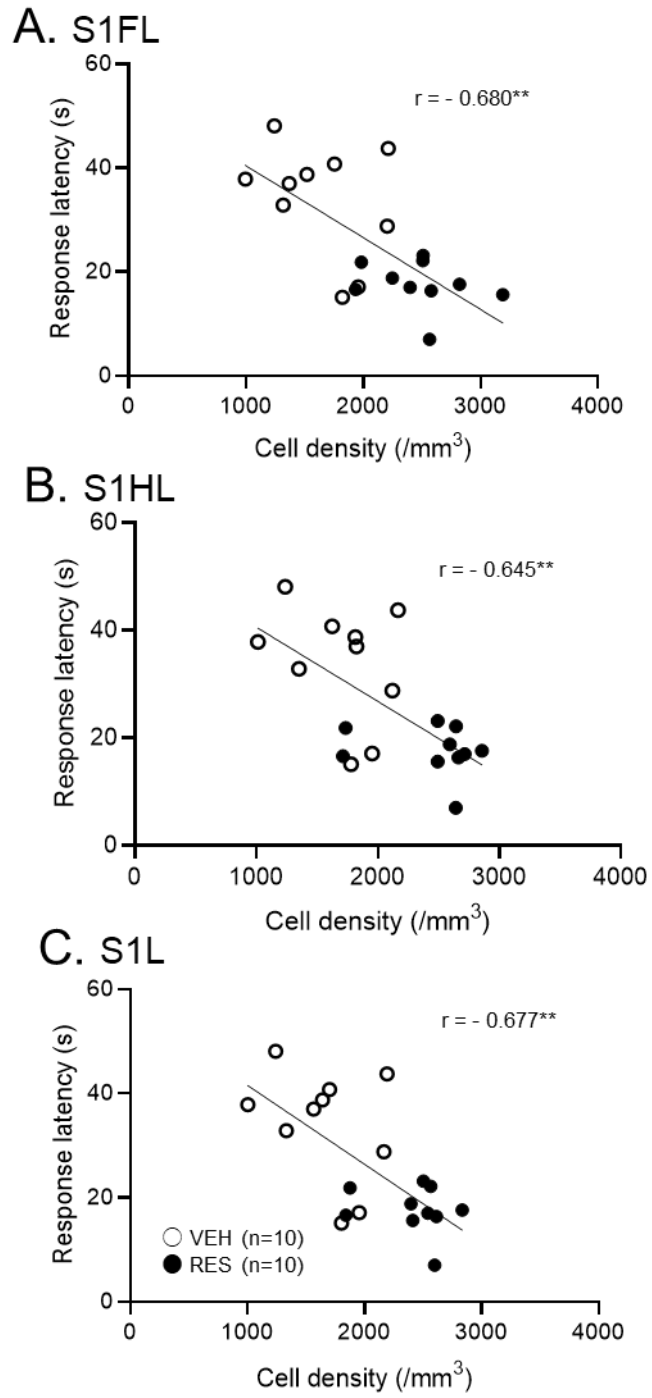 A. S1FL
60
40
20
0
Response latency (s)
r = - 0.680**
0 1000 2000 3000 4000
Cell density (/mm3)
B. S1HL
60
40
20
0
Response latency (s)
r = - 0.645**
0 1000 2000 3000 4000
Cell density (/mm3)
C. S1L
60
40
20
0
Response latency (s)
r = - 0.677**
VEH (n=10)
RES (n=10)
0 1000 2000 3000 4000
Cell density (/mm3)